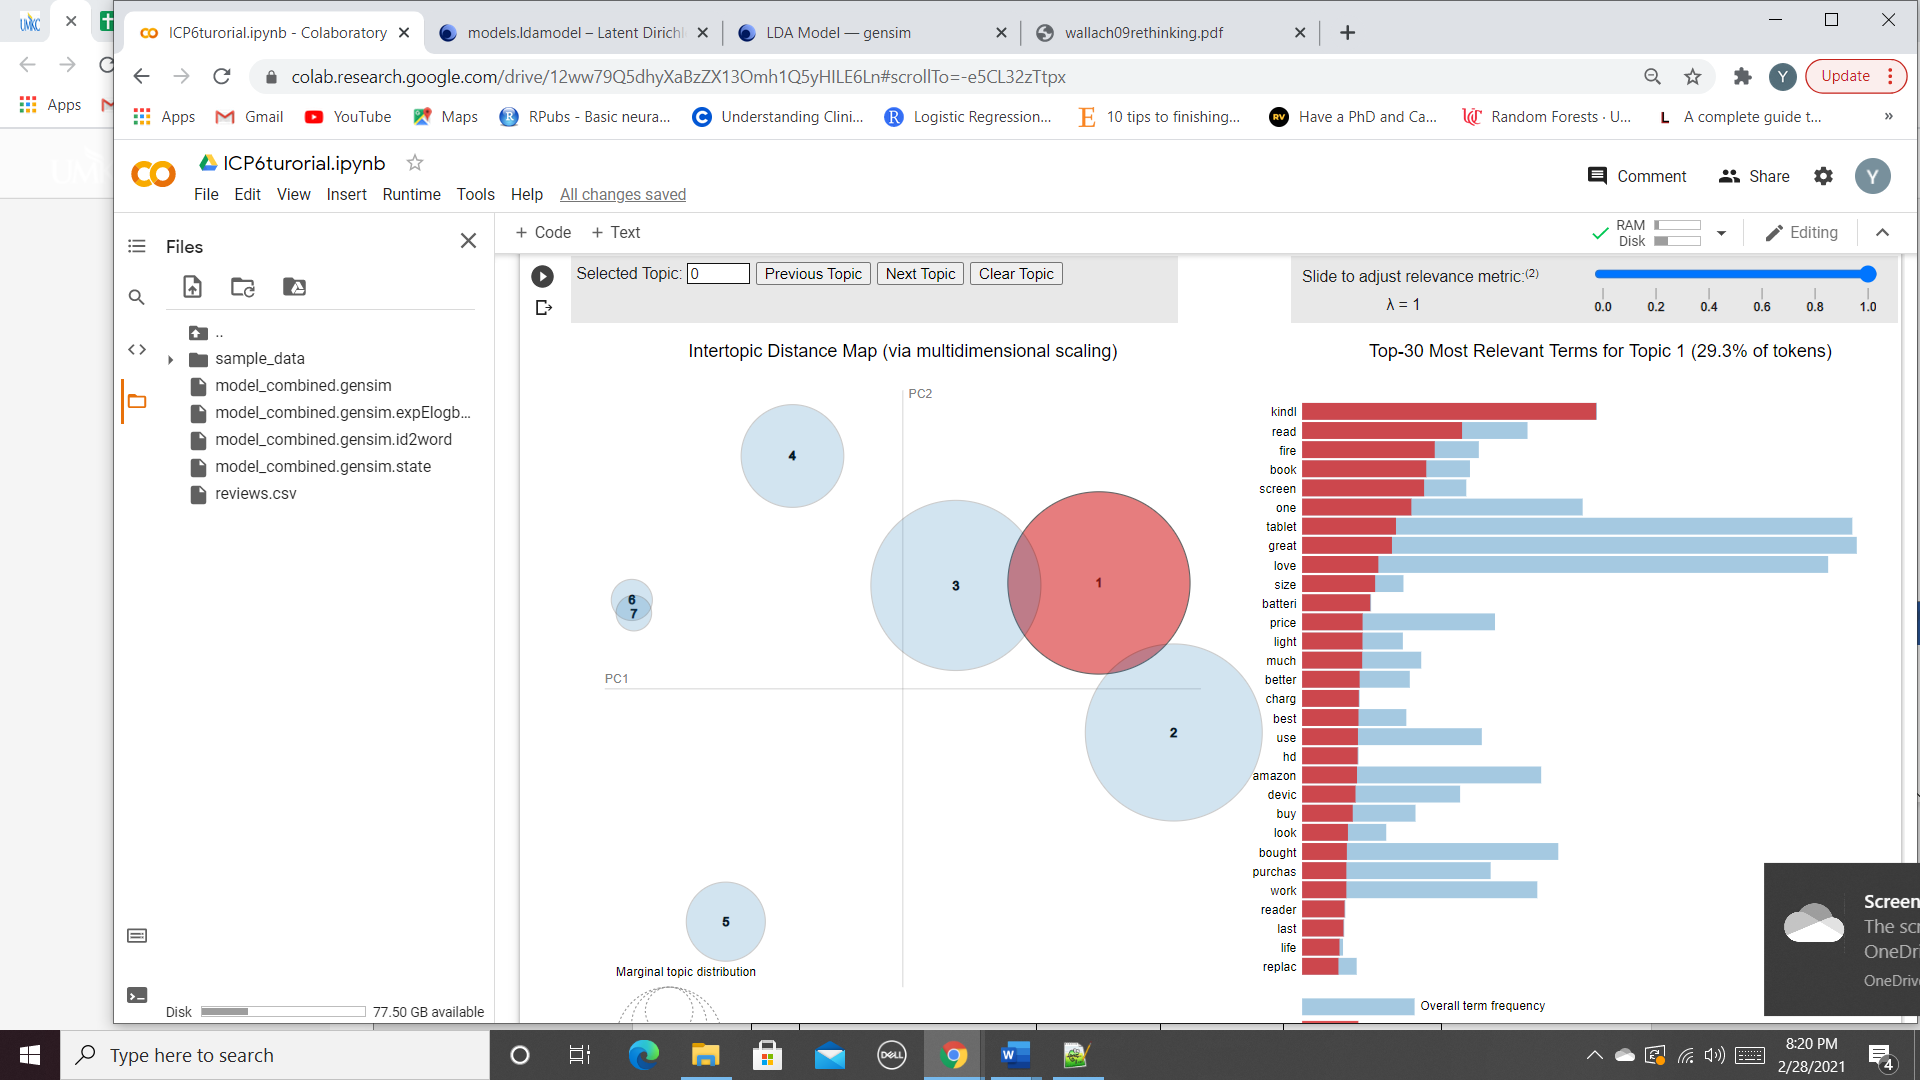 UMKC
ICP6turorial.ipynb - Colaboratory
models.ldamodel – Latent Dirichl
LDA Model — gensim
wallach09rethinking.pdf
colab.research.google.com/drive/12ww79Q5dhyXaBzZX13Omh1Q5yHILE6Ln#scrollTo=-e5CL32zTtpx
Y
Update
Apps
Apps
Gmail
YouTube
Maps
RPubs - Basic neura...
Understanding Clini...
Logistic Regression...
10 tips to finishing...
Have a PhD and Ca...
Random Forests · U...
A complete guide t...
»
ICP6turorial.ipynb
Comment
Share
Y
File Edit View Insert Runtime Tools Help All changes saved
Files
+ Code + Text
RAM
Disk
Editing
Selected Topic: 0 Previous Topic Next Topic Clear Topic
Slide to adjust relevance metric:(2)
λ = 1
0.0 0.2 0.4 0.6 0.8 1.0
..
sample_data
model_combined.gensim
model_combined.gensim.expElogb...
model_combined.gensim.id2word
model_combined.gensim.state
reviews.csv
Disk 77.50 GB available
Intertopic Distance Map (via multidimensional scaling)
PC2
4
3
1
6
7
PC1
2
5
Marginal topic distribution
Top-30 Most Relevant Terms for Topic 1 (29.3% of tokens)
kindl
read
fire
book
screen
one
tablet
great
love
size
batteri
price
light
much
better
charg
best
use
hd
amazon
devic
buy
look
bought
purchas
work
reader
last
life
replac
Overall term frequency
Screen
The scr
OneDri
OneDrive
Type here to search
DELL
8:20 PM
2/28/2021
4